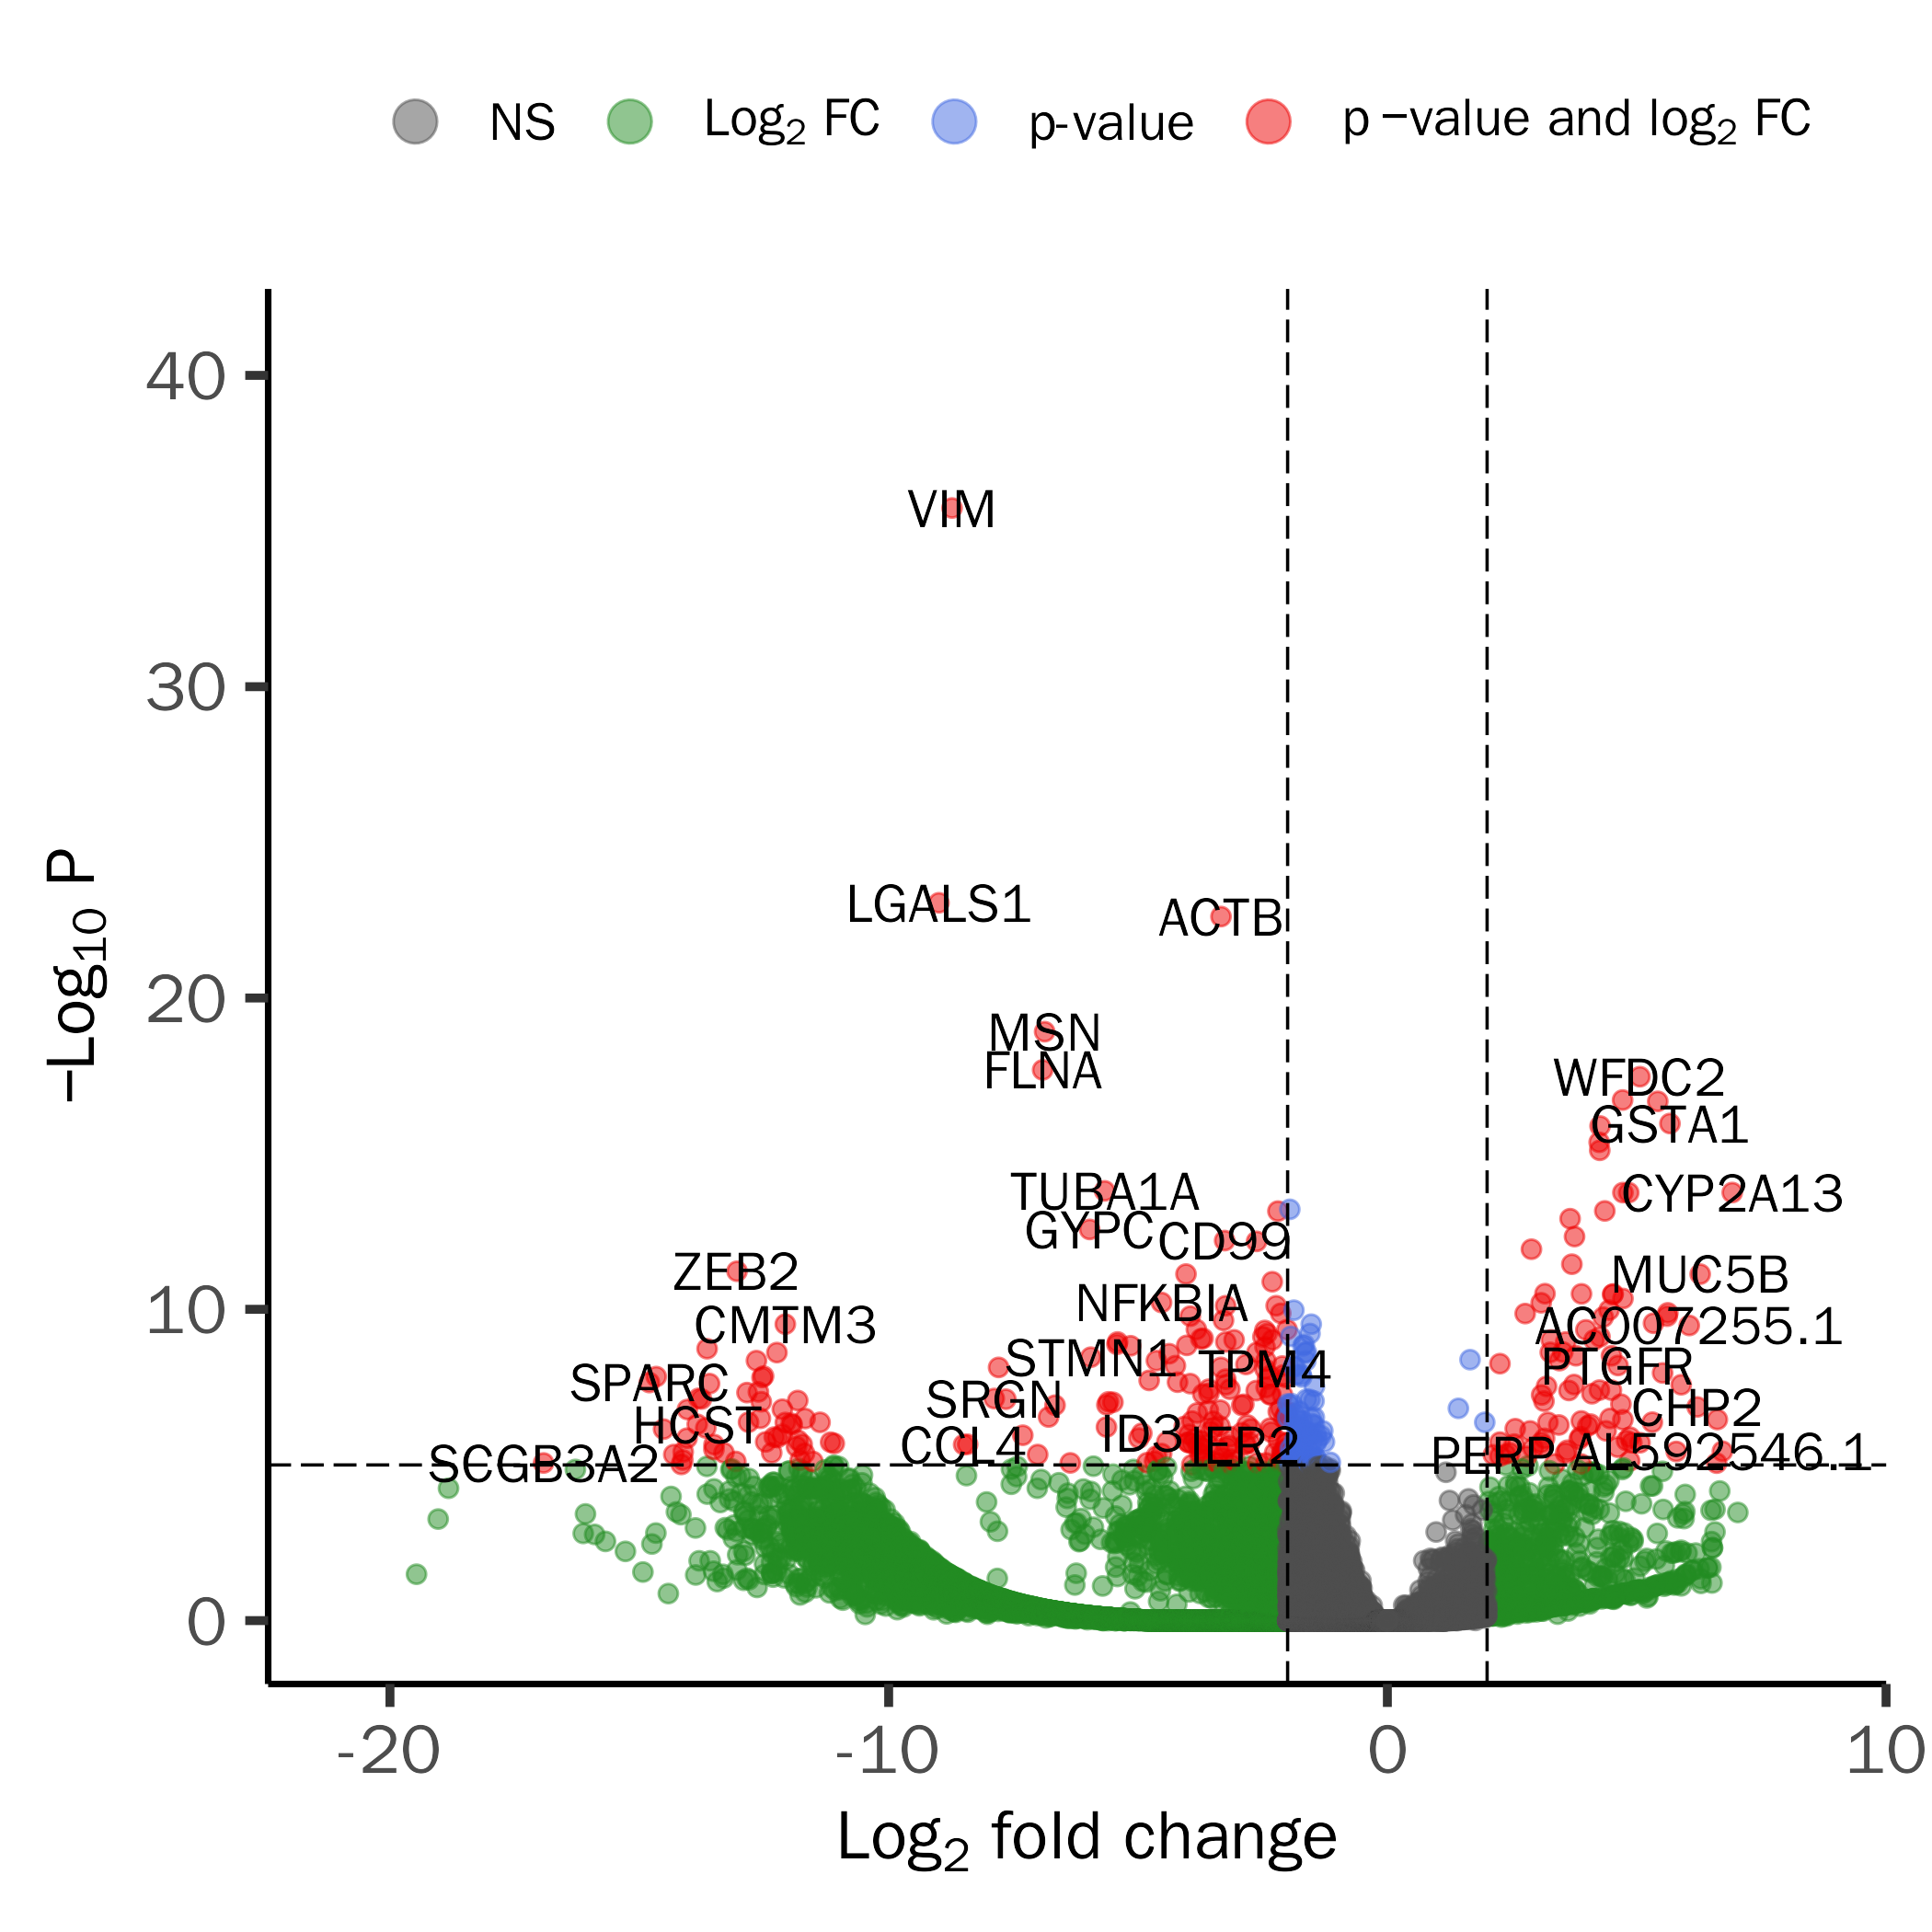 NS Log2 FC p-value p −value and log2 FC
−Log10 P
40
30
20
10
0
VIM
LGALS1
ACTB
MSN
FLNA
WFDC2
GSTA1
TUBA1A
CYP2A13
GYPC
CD99
ZEB2
MUC5B
NFKBIA
CMTM3
AC007255.1
STMN1
TPM4
PTGFR
SPARC
SRGN
CHP2
HCST
ID3
IER2
CCL4
PERP
AL592546.1
SCGB3A2
-20 -10 0 10
Log2 fold change